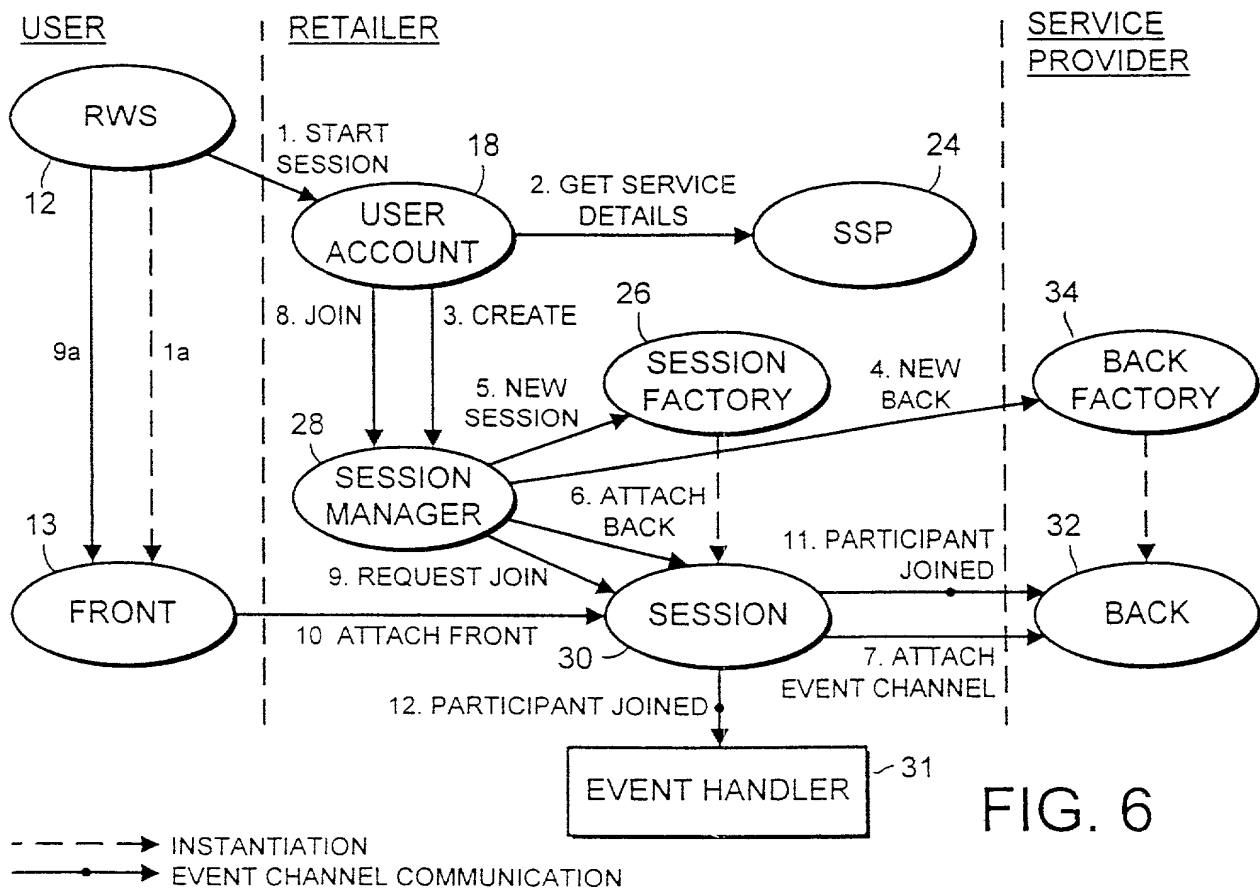 USER
RETAILER
SERVICE
PROVIDER
RWS
12
1. START
SESSION
18
USER
ACCOUNT
2. GET SERVICE
DETAILS
24
SSP
9a
1a
8. JOIN
3. CREATE
26
SESSION
FACTORY
34
BACK
FACTORY
4. NEW
BACK
5. NEW
SESSION
28
SESSION
MANAGER
6. ATTACH
BACK
9. REQUEST JOIN
13
FRONT
10 ATTACH FRONT
SESSION
30
11. PARTICIPANT
JOINED
32
BACK
7. ATTACH
EVENT CHANNEL
12. PARTICIPANT JOINED
EVENT HANDLER
31
FIG. 6
INSTANTIATION
EVENT CHANNEL COMMUNICATION